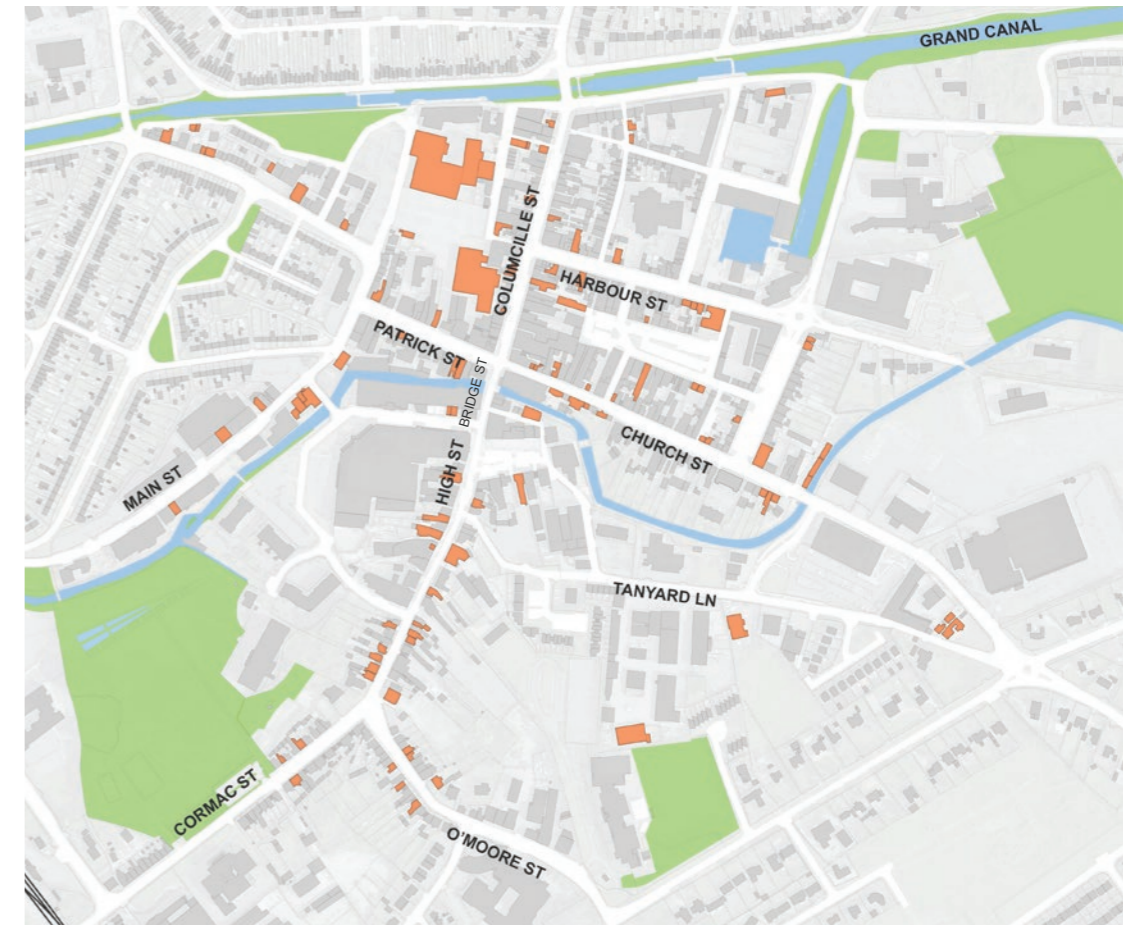 GRAND CANAL
COLUMCILLE ST
HARBOUR ST
PATRICK ST
BRIDGE ST
CHURCH ST
HIGH ST
MAIN ST
TANYARD LN
CORMAC ST
O'MOORE ST